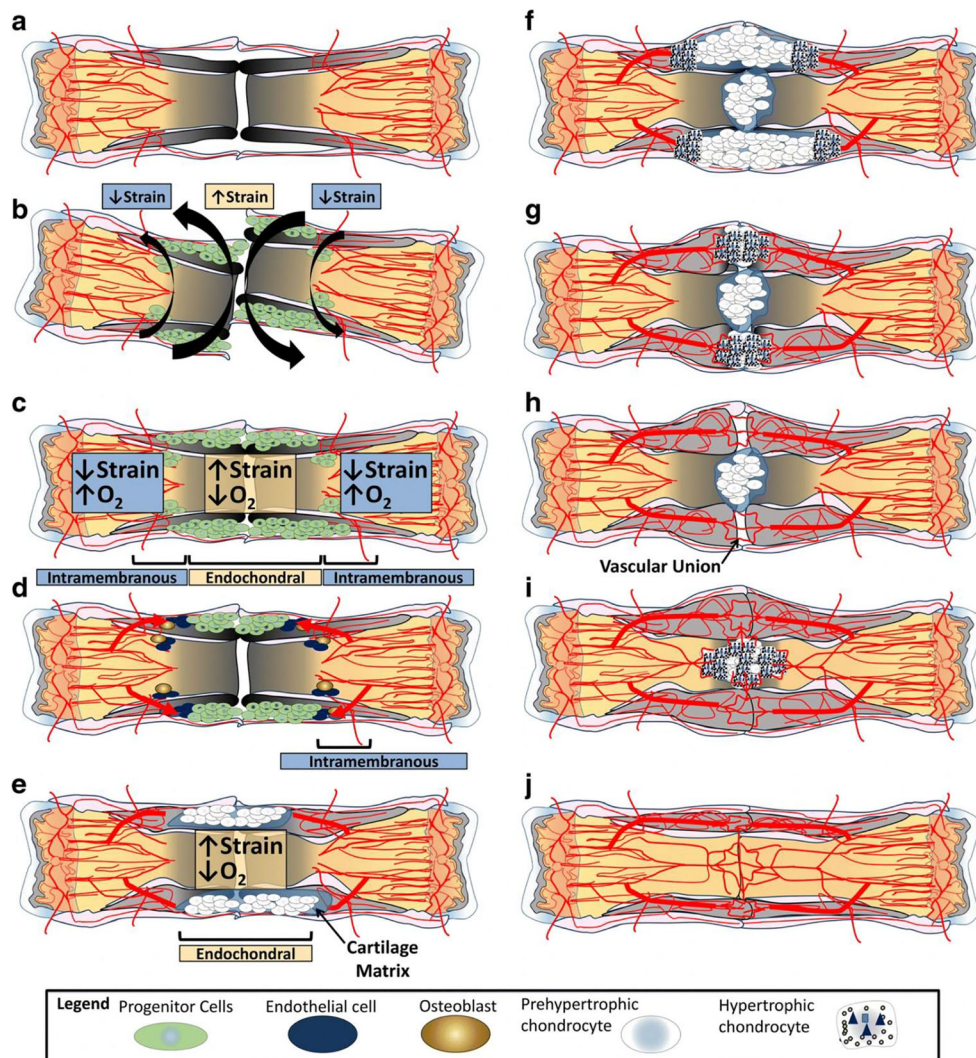 a
b
↓Strain
↑Strain
↓Strain
c
↓Strain
↑O₂
↑Strain
↓O₂
↓Strain
↑O₂
Intramembranous
Endochondral
Intramembranous
d
Intramembranous
e
↑Strain
↓O₂
Endochondral
Cartilage
Matrix
f
g
h
Vascular Union
i
j
Legend
Progenitor Cells
Endothelial cell
Osteoblast
Prehypertrophic
chondrocyte
Hypertrophic
chondrocyte